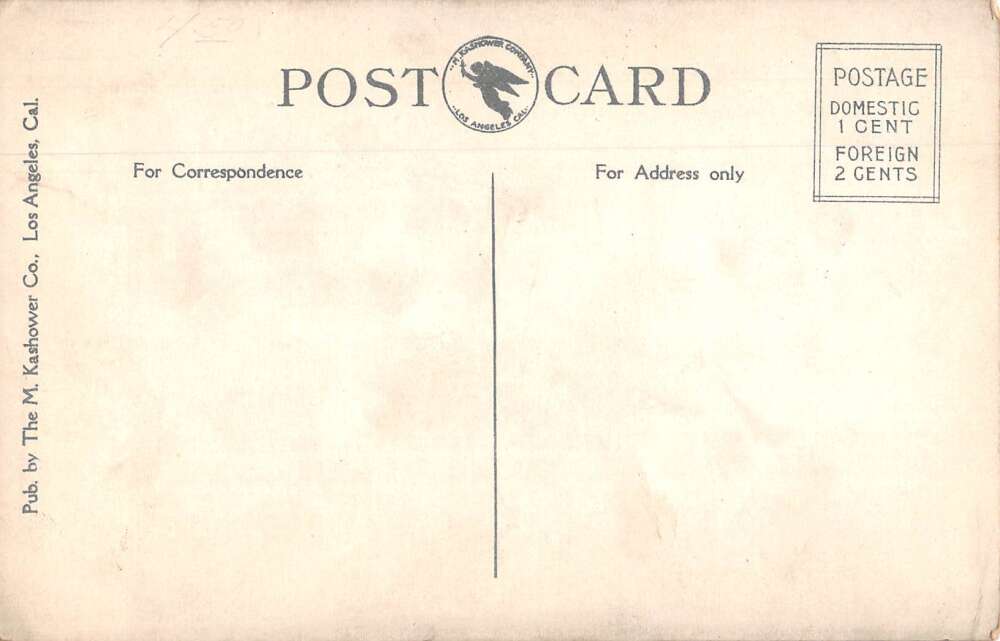 POST CARD
M. KASHOWER COMPANY
LOS ANGELES CAL.
POSTAGE
DOMESTIC
1 CENT
FOREIGN
2 CENTS
For Correspondence
For Address only
Pub. by The M. Kashower Co., Los Angeles, Cal.